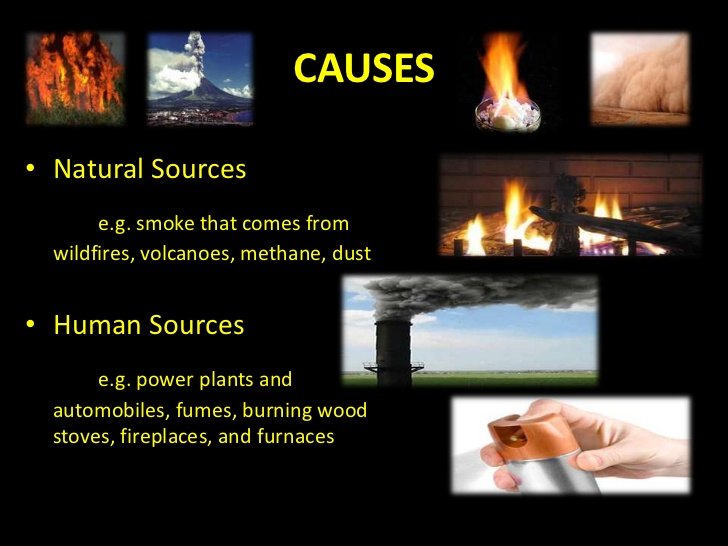 CAUSES
• Natural Sources
e.g. smoke that comes from
wildfires, volcanoes, methane, dust
• Human Sources
e.g. power plants and
automobiles, fumes, burning wood
stoves, fireplaces, and furnaces